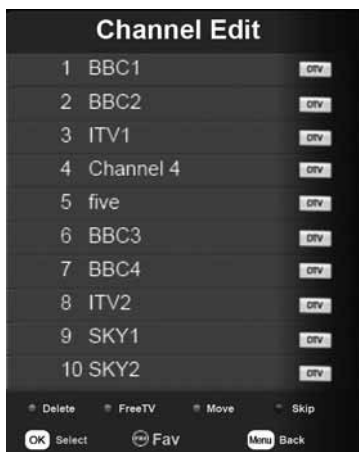 Channel Edit
1 BBC1 DTV
2 BBC2 DTV
3 ITV1 DTV
4 Channel 4 DTV
5 five DTV
6 BBC3 DTV
7 BBC4 DTV
8 ITV2 DTV
9 SKY1 DTV
10 SKY2 DTV
Delete FreeTV Move Skip
OK Select FAV Fav Menu Back